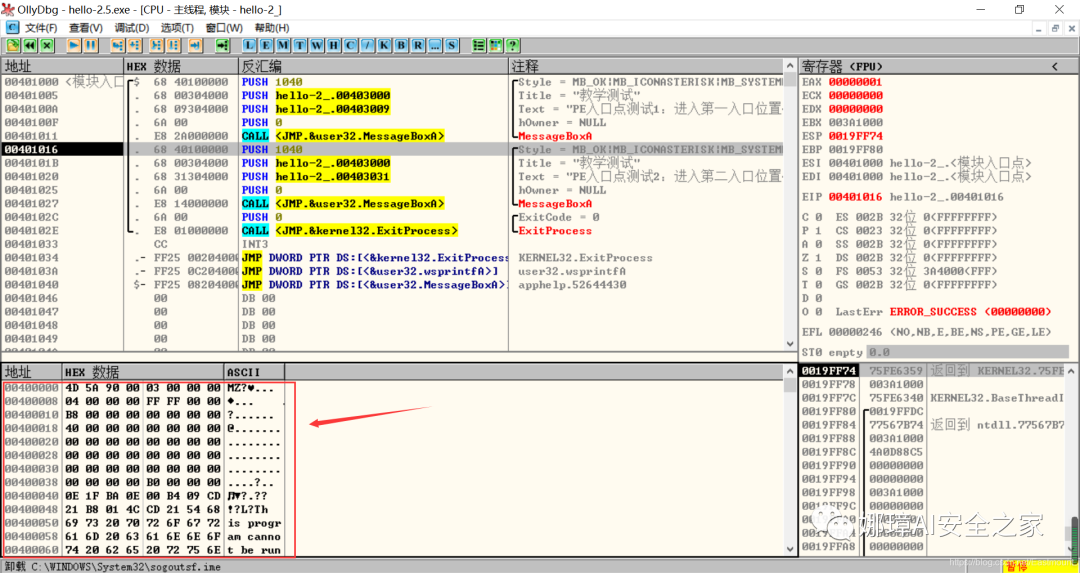 OllyDbg - hello-2.5.exe - [CPU - 主线程, 模块 - hello-2_]
文件(F) 查看(V) 调试(D) 选项(T) 窗口(W) 帮助(H)
L E M T W H C / K B R ... S ?
地址 HEX 数据 反汇编 注释
00401000 <模块入口 $ 68 40100000 PUSH 1040 Style = MB_OK|MB_ICONASTERISK|MB_SYSTEM
00401005 . 68 00304000 PUSH hello-2_.00403000 Title = "教学测试"
0040100A . 68 09304000 PUSH hello-2_.00403009 Text = "PE入口点测试1：进入第一入口位置
0040100F . 6A 00 PUSH 0 hOwner = NULL
00401011 . E8 2A000000 CALL <JMP.&user32.MessageBoxA> MessageBoxA
00401016 . 68 40100000 PUSH 1040 Style = MB_OK|MB_ICONASTERISK|MB_SYSTEM
0040101B . 68 00304000 PUSH hello-2_.00403000 Title = "教学测试"
00401020 . 68 31304000 PUSH hello-2_.00403031 Text = "PE入口点测试2：进入第二入口位置
00401025 . 6A 00 PUSH 0 hOwner = NULL
00401027 . E8 14000000 CALL <JMP.&user32.MessageBoxA> MessageBoxA
0040102C . 6A 00 PUSH 0 ExitCode = 0
0040102E . E8 01000000 CALL <JMP.&kernel32.ExitProcess> ExitProcess
00401033 CC INT3
00401034 .- FF25 00204000 JMP DWORD PTR DS:[<&kernel32.ExitProcess KERNEL32.ExitProcess
0040103A .- FF25 0C204000 JMP DWORD PTR DS:[<&user32.wsprintfA>] user32.wsprintfA
00401040 $- FF25 08204000 JMP DWORD PTR DS:[<&user32.MessageBoxA>] apphelp.52644430
00401046 00 DB 00
00401047 00 DB 00
00401048 00 DB 00
00401049 00 DB 00
0040104A 00 DB 00
寄存器 (FPU) <
EAX 00000001
ECX 00000000
EDX 00000000
EBX 003A1000
ESP 0019FF74
EBP 0019FF80
ESI 00401000 hello-2_.<模块入口点>
EDI 00401000 hello-2_.<模块入口点>
EIP 00401016 hello-2_.00401016
C 0 ES 002B 32位 0(FFFFFFFF)
P 1 CS 0023 32位 0(FFFFFFFF)
A 0 SS 002B 32位 0(FFFFFFFF)
Z 1 DS 002B 32位 0(FFFFFFFF)
S 0 FS 0053 32位 3A4000(FFF)
T 0 GS 002B 32位 0(FFFFFFFF)
D 0
O 0 LastErr ERROR_SUCCESS (00000000)
EFL 00000246 (NO,NB,E,BE,NS,PE,GE,LE)
ST0 empty 0.0
地址 HEX 数据 ASCII
00400000 4D 5A 90 00 03 00 00 00 MZ?♥...
00400008 04 00 00 00 FF FF 00 00 ♦... .
00400010 B8 00 00 00 00 00 00 00 ?.......
00400018 40 00 00 00 00 00 00 00 @.......
00400020 00 00 00 00 00 00 00 00 ........
00400028 00 00 00 00 00 00 00 00 ........
00400030 00 00 00 00 00 00 00 00 ........
00400038 00 00 00 00 B0 00 00 00 ....?..
00400040 0E 1F BA 0E 00 B4 09 CD ♫▼?.??
00400048 21 B8 01 4C CD 21 54 68 !?L?Th
00400050 69 73 20 70 72 6F 67 72 is progr
00400058 61 6D 20 63 61 6E 6E 6F am canno
00400060 74 20 62 65 20 72 75 6E t be run
0019FF74 75FE6359 返回到 KERNEL32.75FE
0019FF78 003A1000
0019FF7C 75FE6340 KERNEL32.BaseThreadI
0019FF80 0019FFDC
0019FF84 77567B74 返回到 ntdll.77567B7
0019FF88 003A1000
0019FF8C 4A0D88C5
0019FF90 00000000
0019FF94 00000000
0019FF98 003A1000
0019FF9C
0019FFA8 00000000
娜璋AI安全之家
卸载 C:\WINDOWS\System32\sogoutsf.ime
暂停